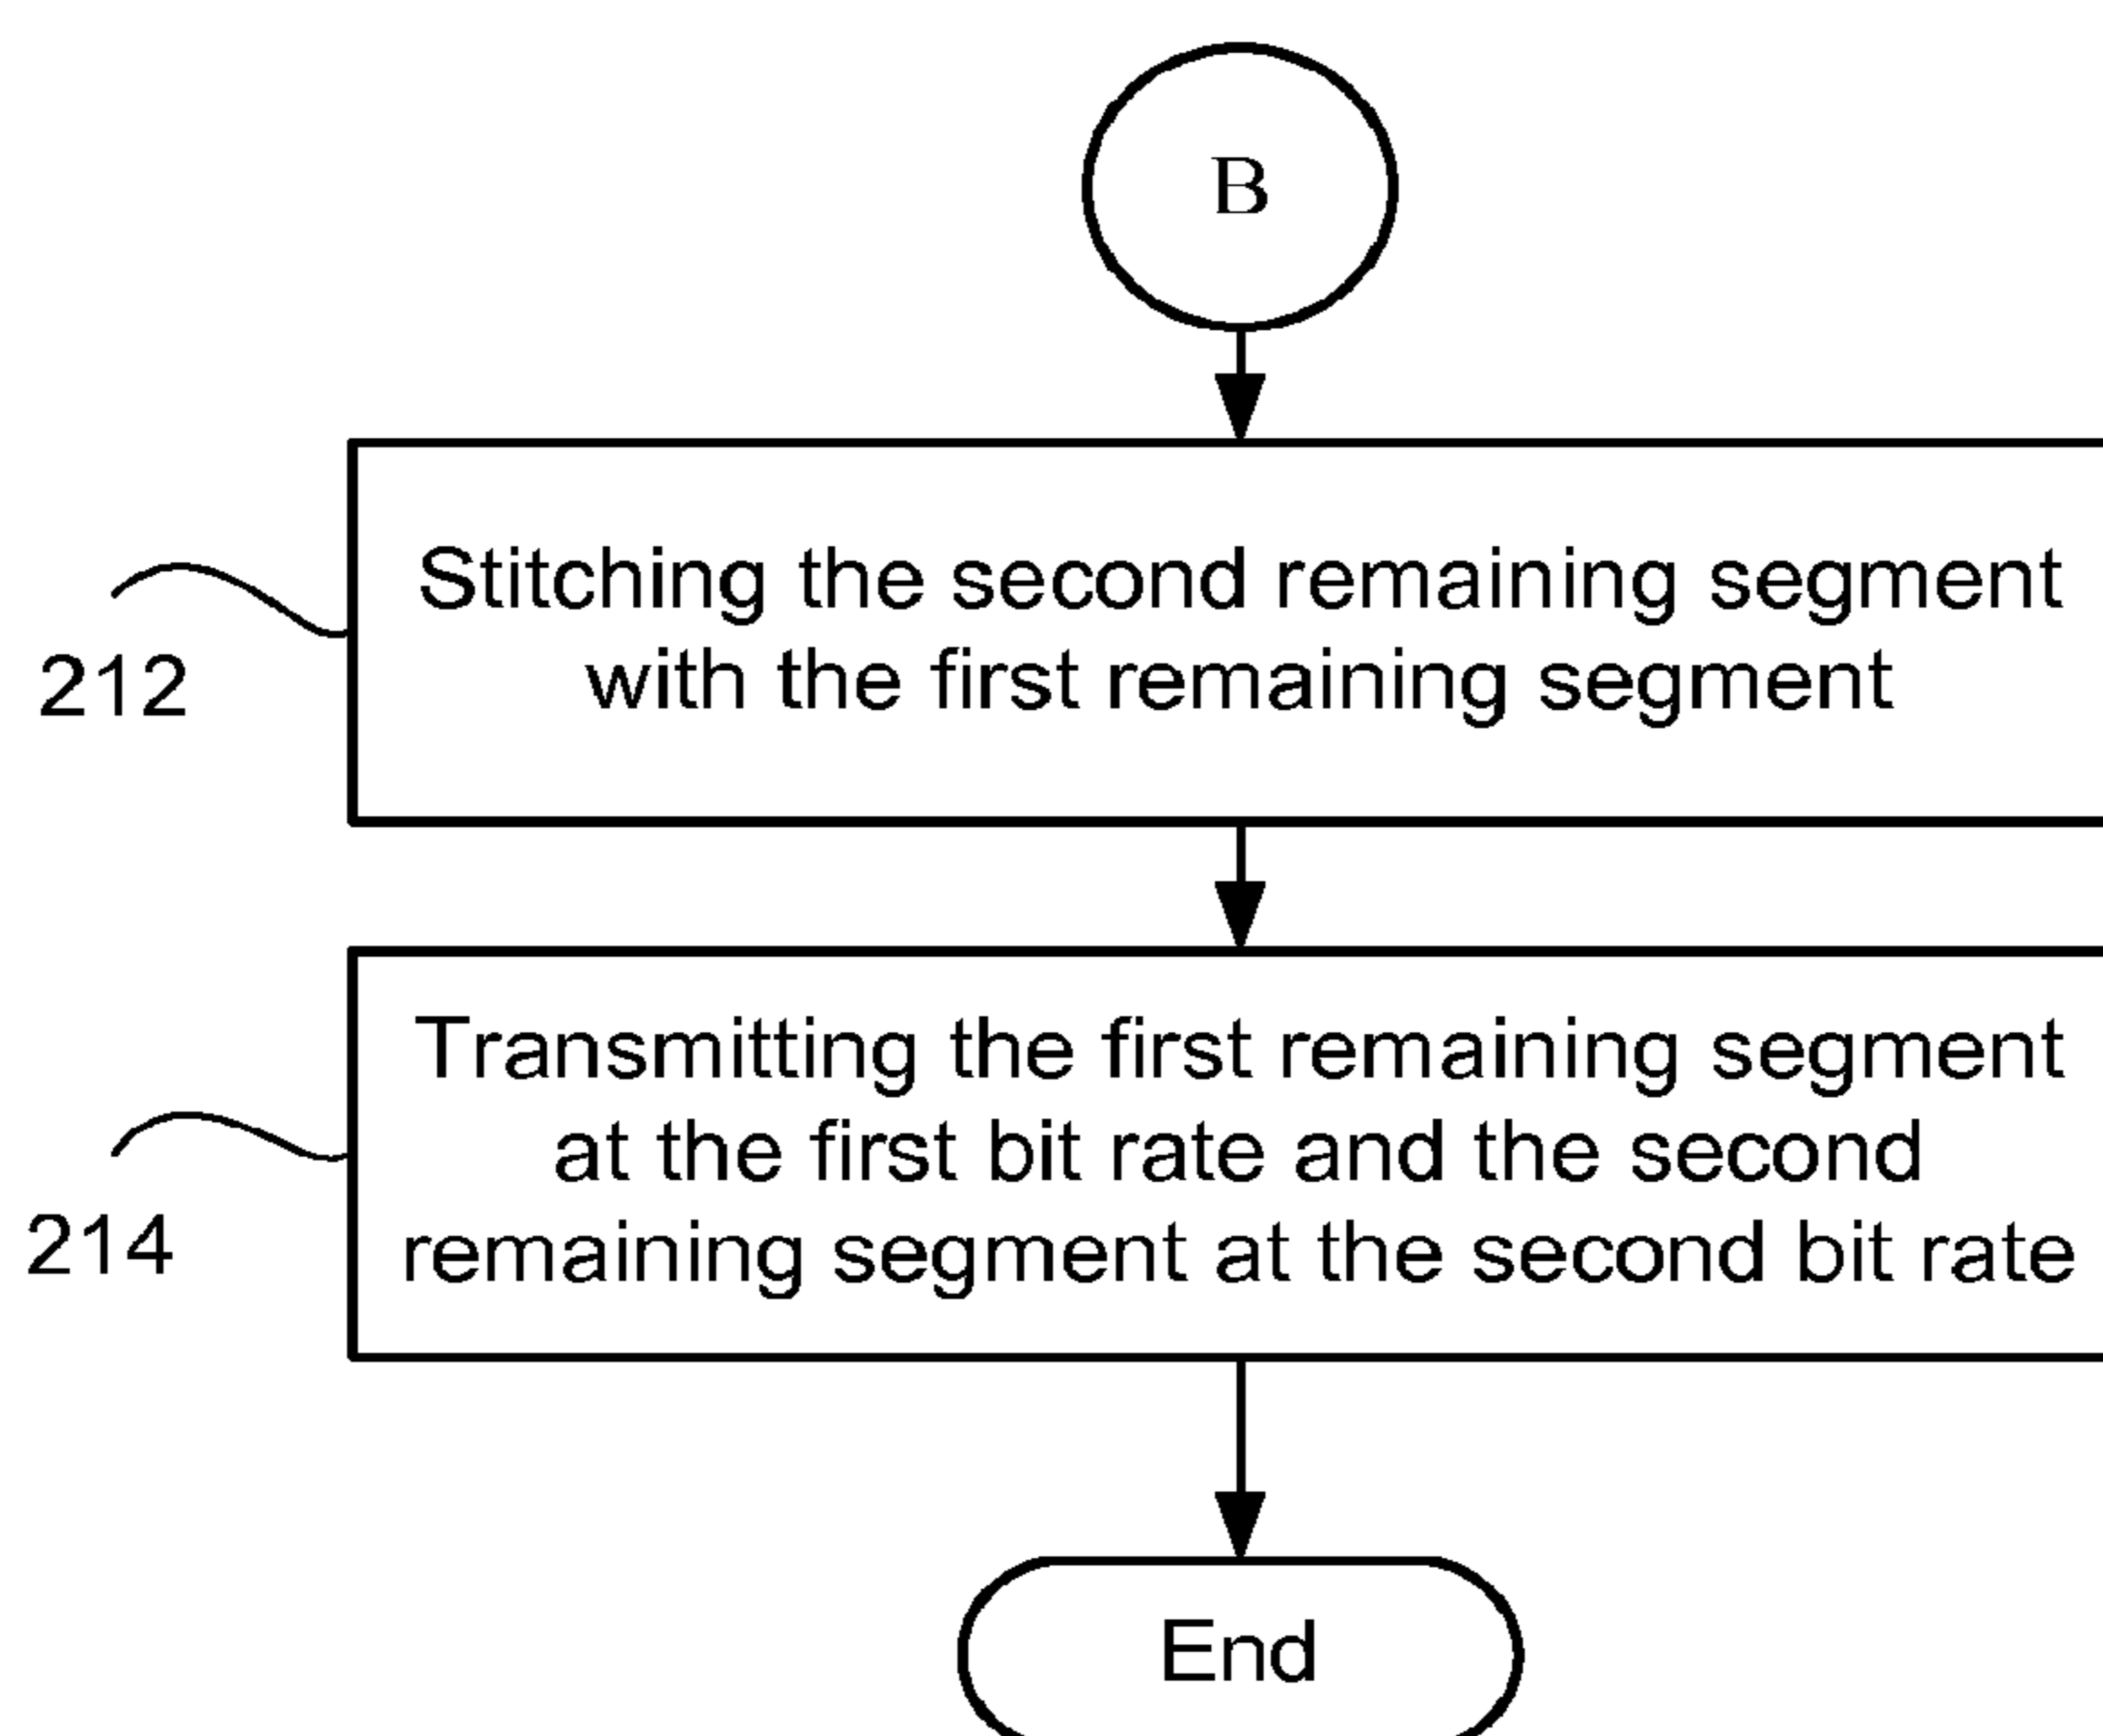 B
Stitching the second remaining segment
with the first remaining segment
212
Transmitting the first remaining segment
at the first bit rate and the second
remaining segment at the second bit rate
214
End